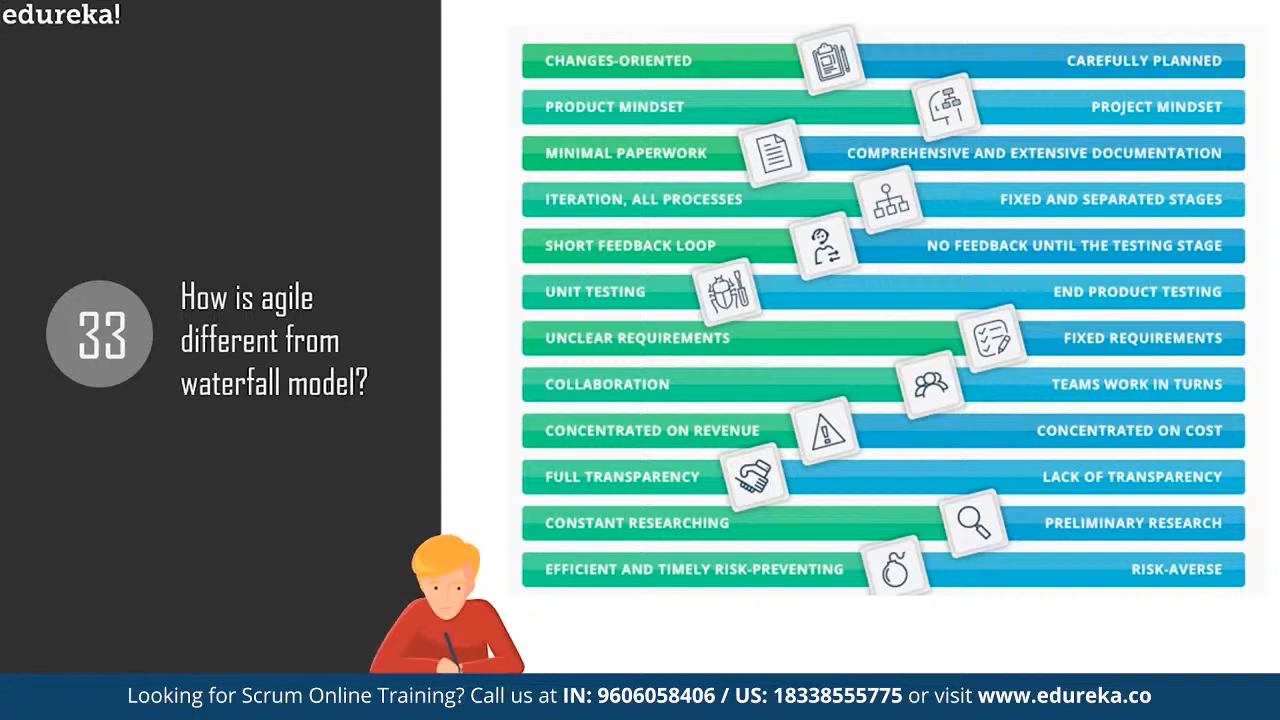 edureka!
33
How is agile
different from
waterfall model?
CHANGES-ORIENTED
CAREFULLY PLANNED
PRODUCT MINDSET
PROJECT MINDSET
MINIMAL PAPERWORK
COMPREHENSIVE AND EXTENSIVE DOCUMENTATION
ITERATION, ALL PROCESSES
FIXED AND SEPARATED STAGES
SHORT FEEDBACK LOOP
NO FEEDBACK UNTIL THE TESTING STAGE
UNIT TESTING
END PRODUCT TESTING
UNCLEAR REQUIREMENTS
FIXED REQUIREMENTS
COLLABORATION
TEAMS WORK IN TURNS
CONCENTRATED ON REVENUE
CONCENTRATED ON COST
FULL TRANSPARENCY
LACK OF TRANSPARENCY
CONSTANT RESEARCHING
PRELIMINARY RESEARCH
EFFICIENT AND TIMELY RISK-PREVENTING
RISK-AVERSE
Looking for Scrum Online Training? Call us at IN: 9606058406 / US: 18338555775 or visit www.edureka.co